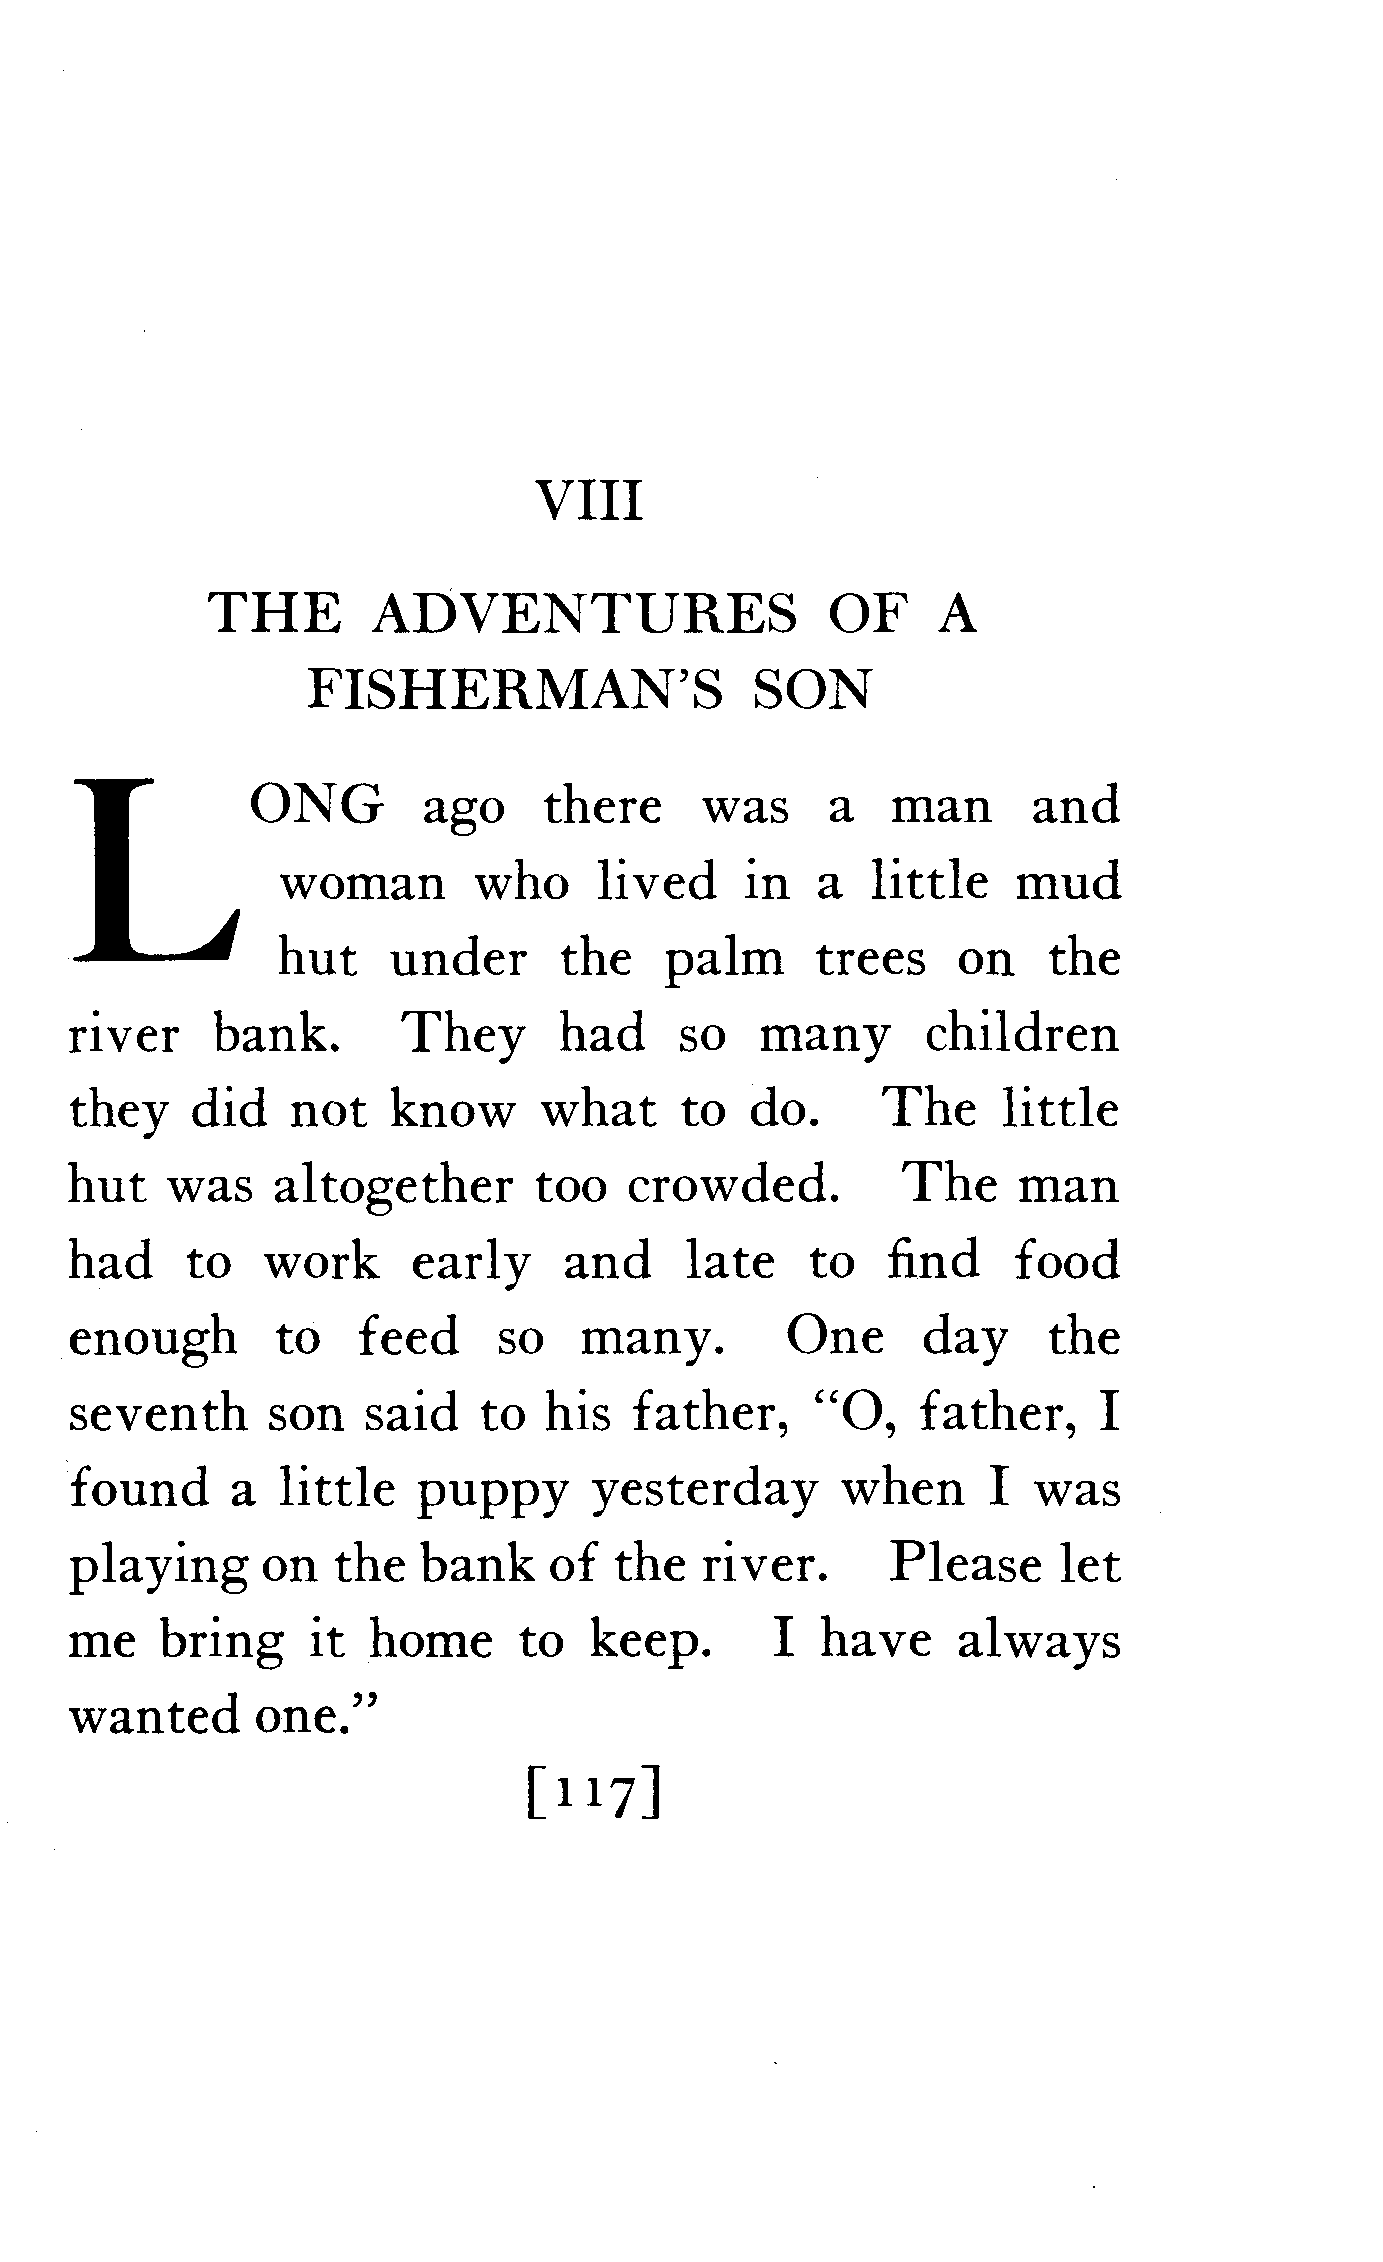 VIII
THE ADVENTURES OF A
FISHERMAN'S SON
LONG ago there was a man and
woman who lived in a little mud
hut under the palm trees on the
river bank. They had so many children
they did not know what to do. The little
hut was altogether too crowded. The man
had to work early and late to find food
enough to feed so many. One day the
seventh son said to his father, “O, father, I
found a little puppy yesterday when I was
playing on the bank of the river. Please let
me bring it home to keep. I have always
wanted one.”
[117]